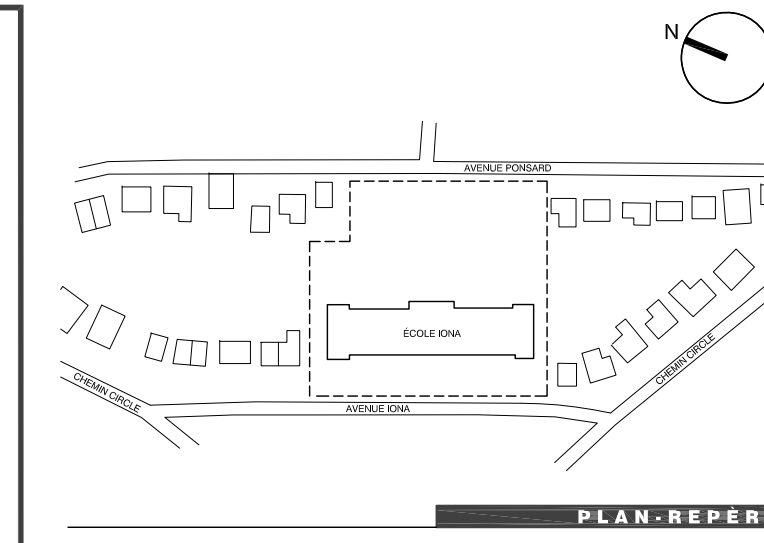 N
AVENUE PONSARD
ÉCOLE IONA
CHEMIN CIRCLE
CHEMIN CIRCLE
AVENUE IONA
PLAN-REPÈR